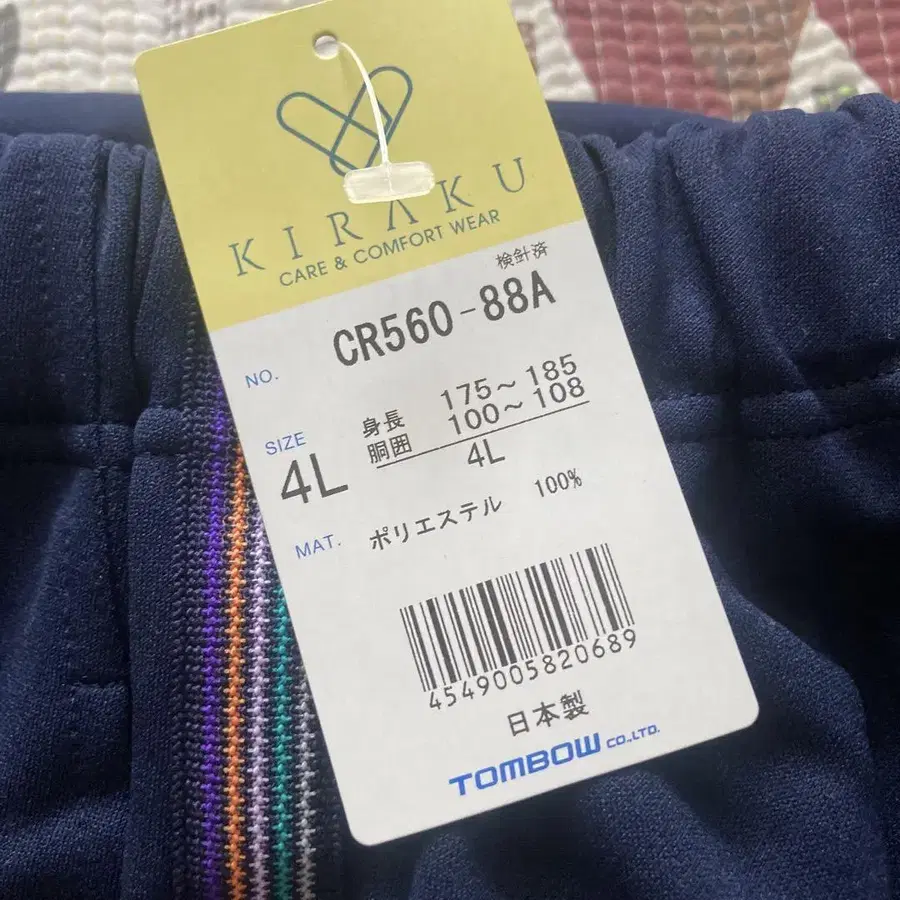 KIRAKU
CARE & COMFORT WEAR
検針済
NO. CR560-88A
SIZE 4L
身長 175～185
胴囲 100～108
4L
MAT. ポリエステル 100%
4549005820689
日本製
TOMBOW CO.,LTD.